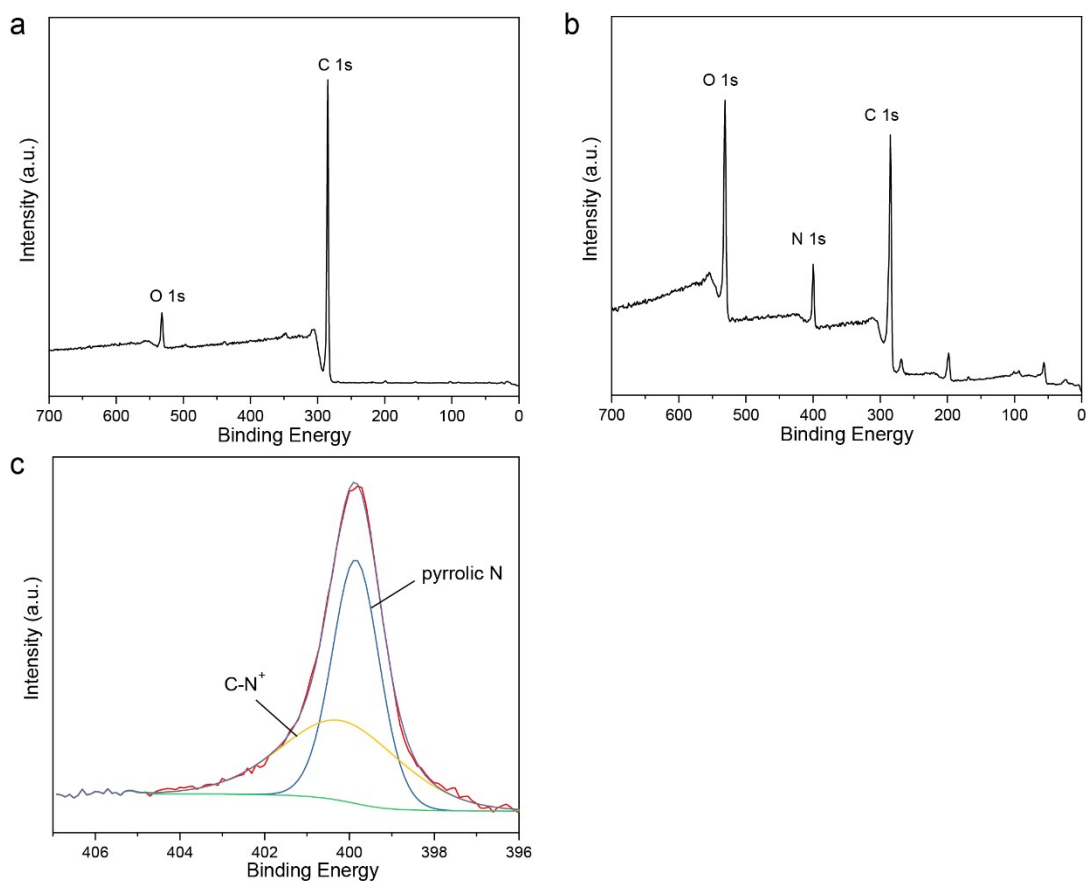 a
C 1s
O 1s
Intensity (a.u.)
700 600 500 400 300 200 100 0
Binding Energy
b
O 1s
C 1s
N 1s
Intensity (a.u.)
700 600 500 400 300 200 100 0
Binding Energy
c
pyrrolic N
C-N⁺
Intensity (a.u.)
406 404 402 400 398 396
Binding Energy